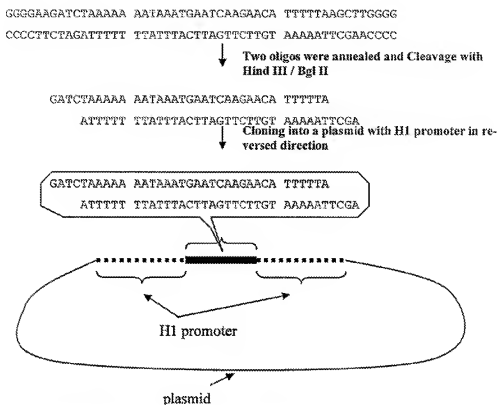 GGGGAAGATCTAAAAA AATAAATGAATCAAGAACA TTTTTAAGCTTGGGG
CCCCTTCTAGATTTTT TTATTTACTTAGTTCTTGT AAAAATTCGAACCCC
Two oligos were annealed and Cleavage with
Hind III / Bgl II
GATCTAAAAA AATAAATGAATCAAGAACA TTTTTA
ATTTTT TTATTTACTTAGTTCTTGT AAAAATTCGA
Cloning into a plasmid with H1 promoter in re-
versed direction
GATCTAAAAA AATAAATGAATCAAGAACA TTTTTA
ATTTTT TTATTTACTTAGTTCTTGT AAAAATTCGA
H1 promoter
plasmid